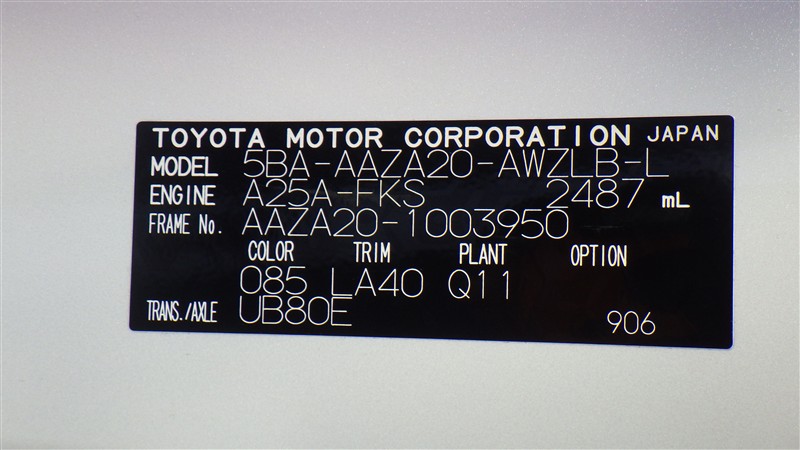 TOYOTA MOTOR CORPORATION JAPAN
MODEL 5BA-AAZA20-AWZLB-L
ENGINE A25A-FKS 2487 mL
FRAME No. AAZA20-1003950
COLOR TRIM PLANT OPTION
085 LA40 Q11
TRANS./AXLE UB80E
906